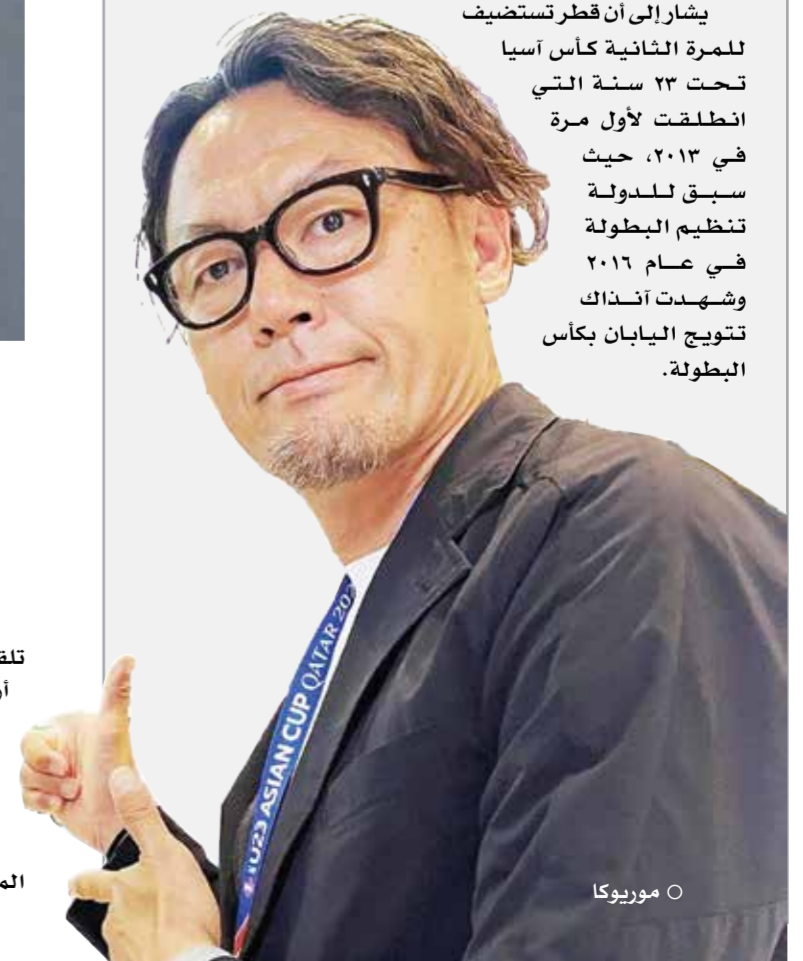 يشار إلى أن قطر تستضيف
للمرة الثانية كأس آسيا
تحت ٢٣ سنة التي
انطلقت لأول مرة
في ٢٠١٣، حيث
سبق للدولة
تنظيم البطولة
في عام ٢٠١٦
وشهدت آنذاك
تتويج اليابان بكأس
البطولة.
U23 ASIAN CUP QATAR 20
موريوكا